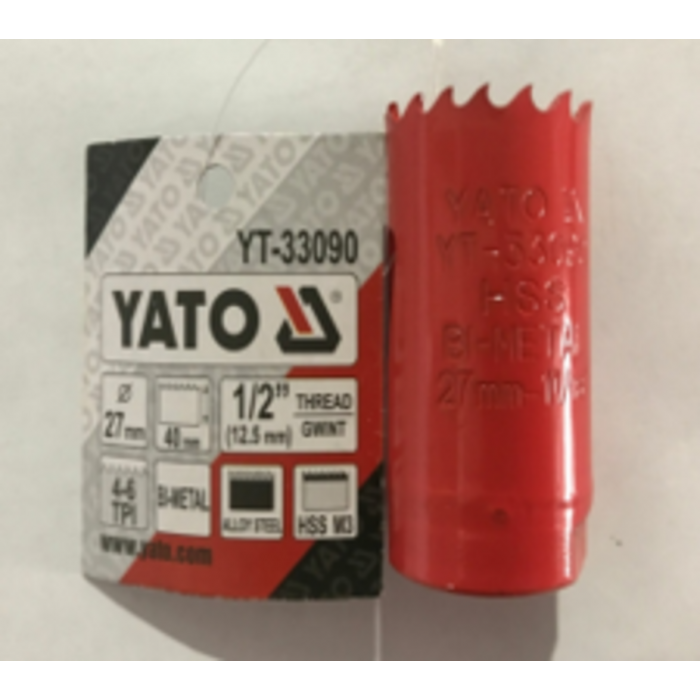 YT-33090
YATO
Ø
27mm
40mm
1/2"
(12.5 mm)
THREAD
GWINT
4-6
TPI
BI-METAL
ALLOY STEEL
HSS M3
www.yato.com
YATO
HSS
BI-METAL
27mm